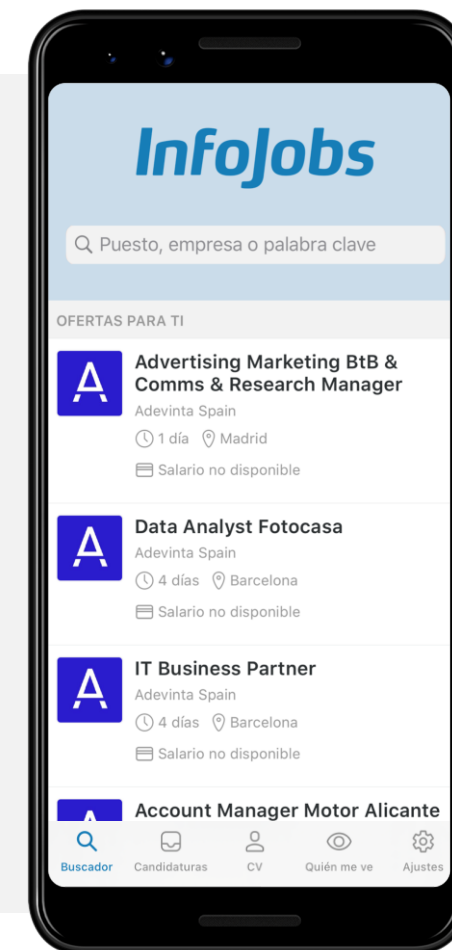 InfoJobs
Puesto, empresa o palabra clave
OFERTAS PARA TI
Advertising Marketing BtB &
Comms & Research Manager
Adevinta Spain
1 día Madrid
Salario no disponible
Data Analyst Fotocasa
Adevinta Spain
4 días Barcelona
Salario no disponible
IT Business Partner
Adevinta Spain
4 días Barcelona
Salario no disponible
Account Manager Motor Alicante
Buscador Candidaturas CV Quién me ve Ajustes